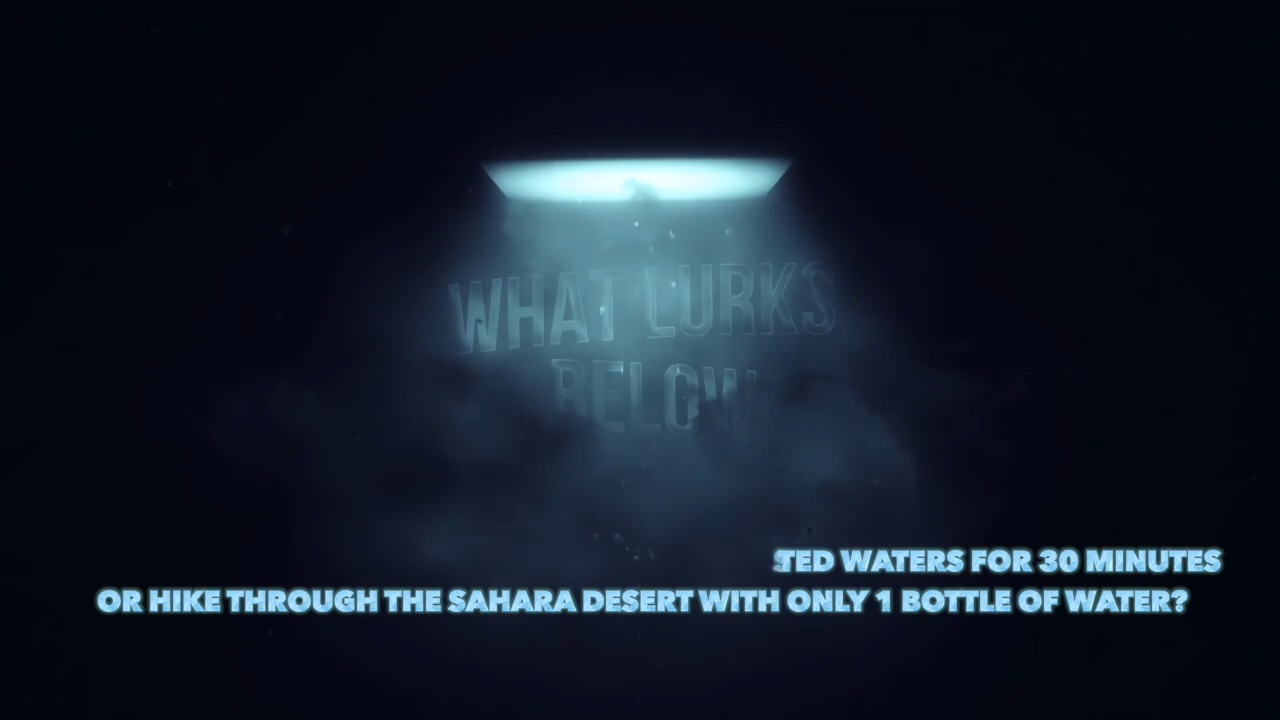 WHAT LURKS
BELOW
TED WATERS FOR 30 MINUTES
OR HIKE THROUGH THE SAHARA DESERT WITH ONLY 1 BOTTLE OF WATER?